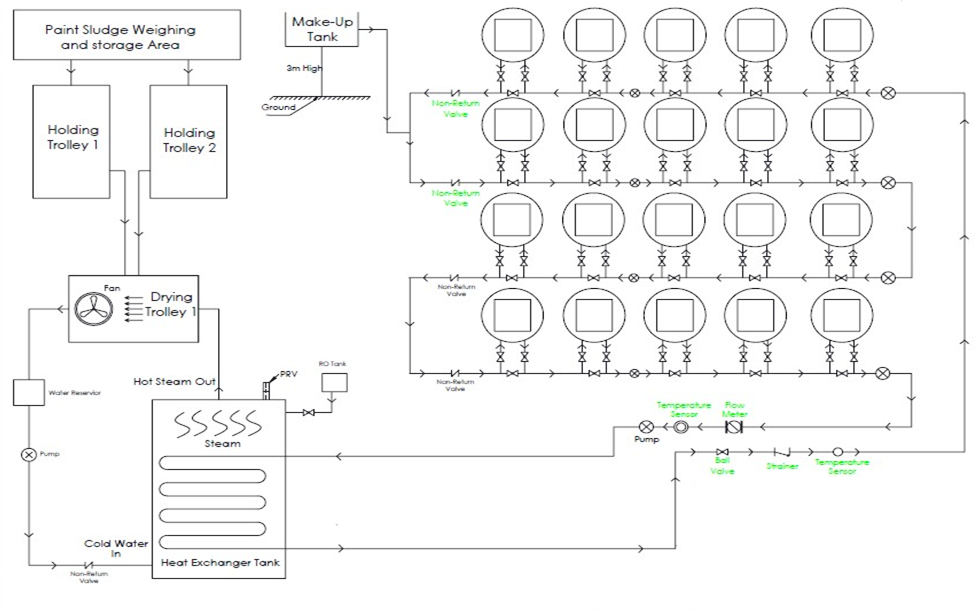 Paint Sludge Weighing
and storage Area
Make-Up
Tank
3m High
Ground
Non-Return
Valve
Holding
Trolley 1
Holding
Trolley 2
Non-Return
Valve
Fan
Drying
Trolley 1
Non-Return
Valve
Hot Steam Out
PRV
RO Tank
Non-Return
Valve
Water Reservior
Steam
Temperature
Sensor
Flow
Meter
Pump
Pump
Ball
Valve
Strainer
Temperature
Sensor
Cold Water
In
Heat Exchanger Tank
Non-Return
Valve